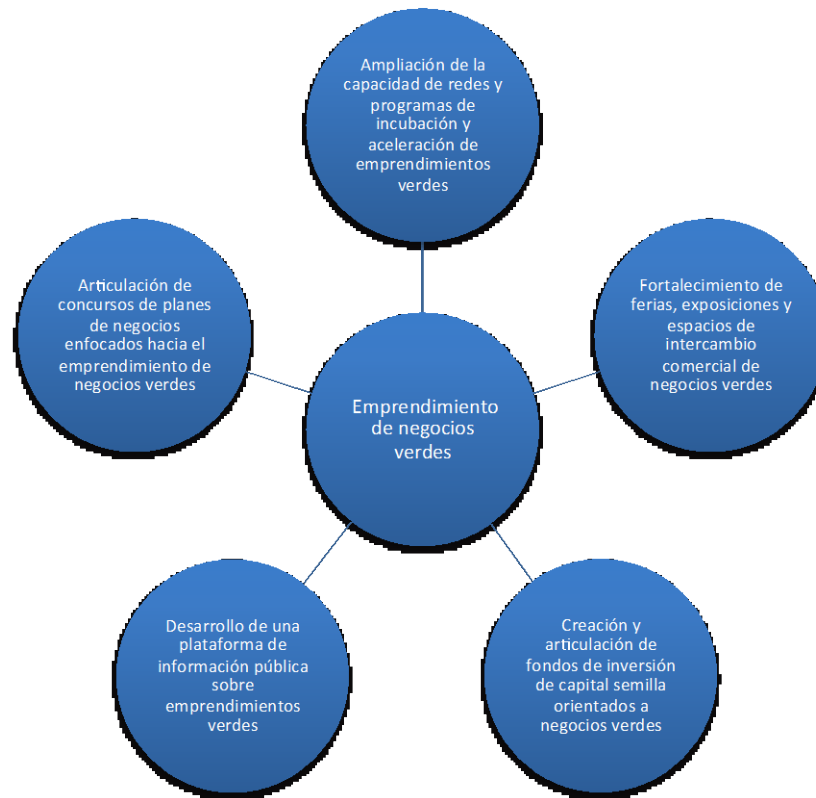 Ampliación de la
capacidad de redes y
programas de
incubación y
aceleración de
emprendimientos
verdes
Articulación de
concursos de planes
de negocios
enfocados hacia el
emprendimiento de
negocios verdes
Fortalecimiento de
ferias, exposiciones y
espacios de
intercambio
comercial de
negocios verdes
Emprendimiento
de negocios
verdes
Desarrollo de una
plataforma de
información pública
sobre
emprendimientos
verdes
Creación y
articulación de
fondos de inversión
de capital semilla
orientados a
negocios verdes